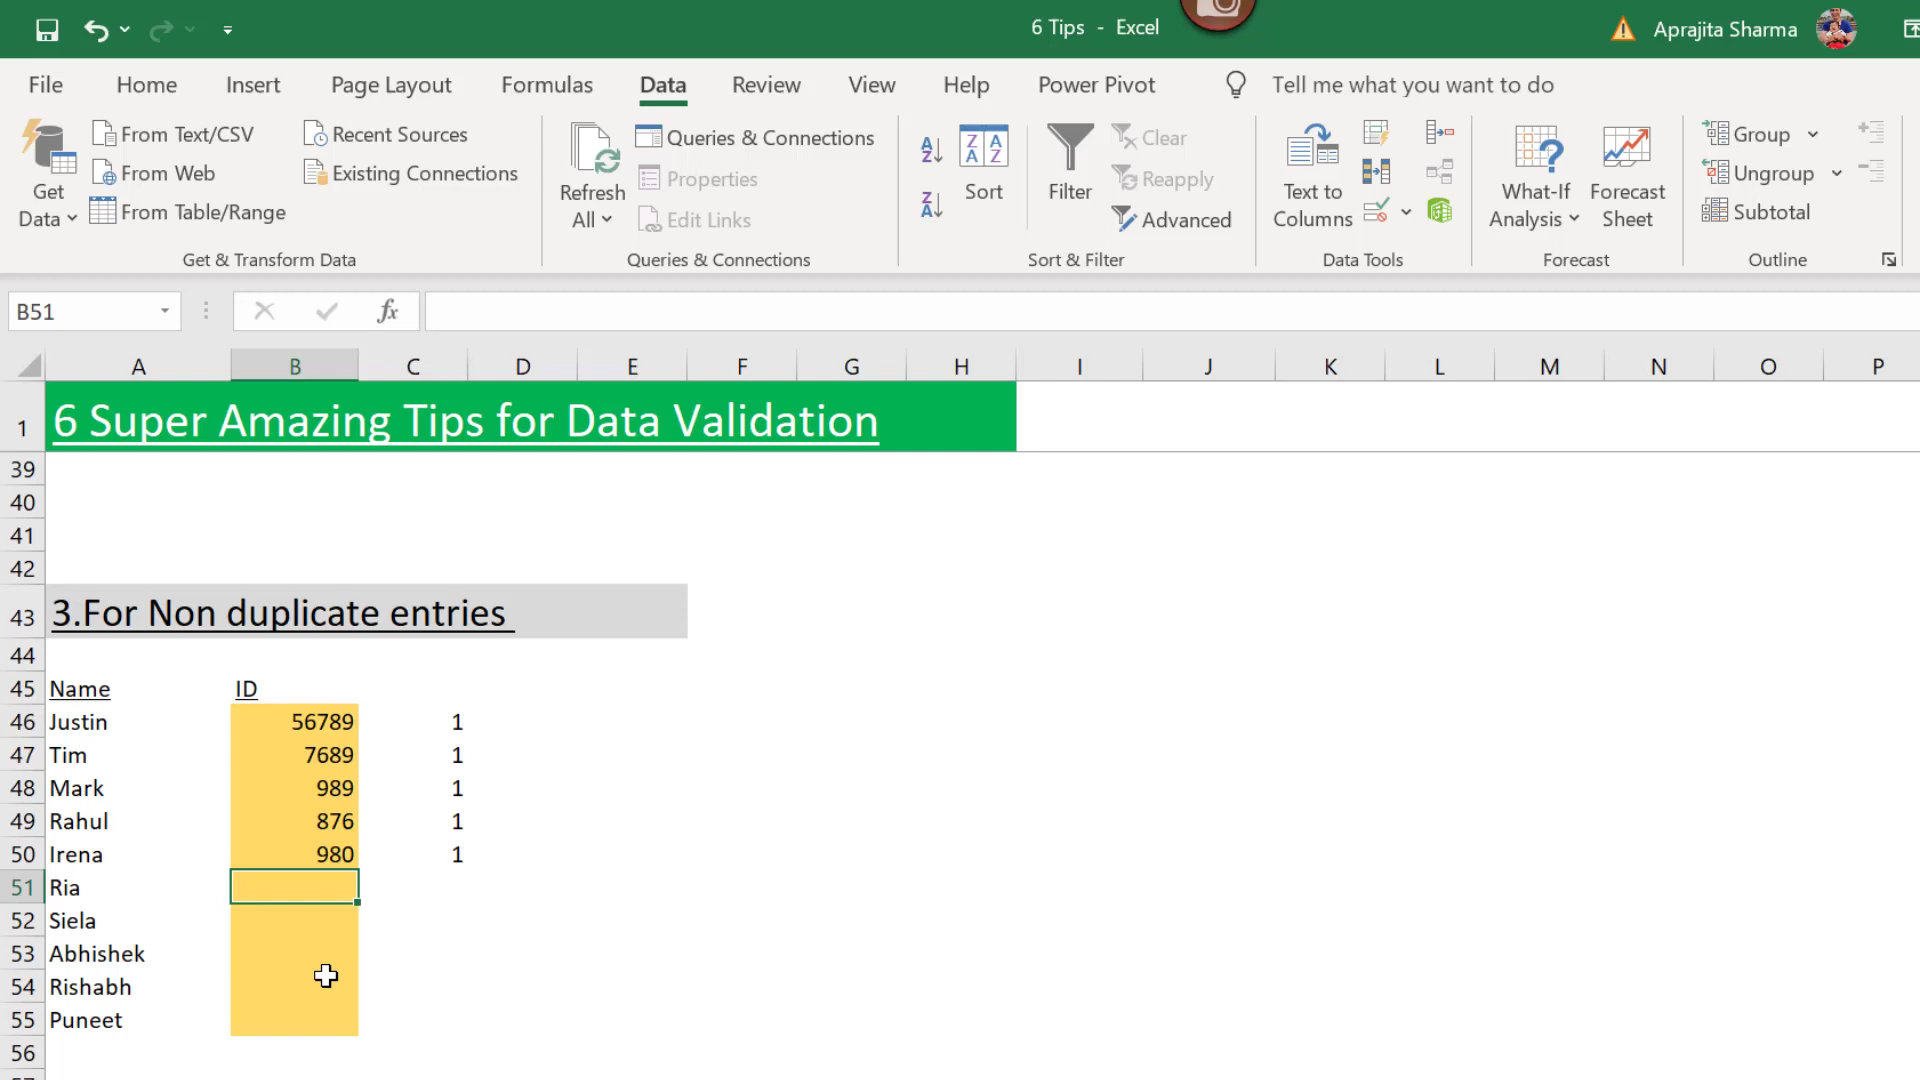 6 Tips - Excel
Aprajita Sharma
File Home Insert Page Layout Formulas Data Review View Help Power Pivot Tell me what you want to do
Get Data
From Text/CSV
From Web
From Table/Range
Recent Sources
Existing Connections
Get & Transform Data
Refresh All
Queries & Connections
Properties
Edit Links
Queries & Connections
Sort
Filter
Clear
Reapply
Advanced
Sort & Filter
Text to Columns
Data Tools
What-If Analysis
Forecast Sheet
Forecast
Group
Ungroup
Subtotal
Outline
B51 fx
A B C D E F G H I J K L M N O P
1 6 Super Amazing Tips for Data Validation
39
40
41
42
43 3.For Non duplicate entries
44
45 Name ID
46 Justin 56789 1
47 Tim 7689 1
48 Mark 989 1
49 Rahul 876 1
50 Irena 980 1
51 Ria
52 Siela
53 Abhishek
54 Rishabh
55 Puneet
56